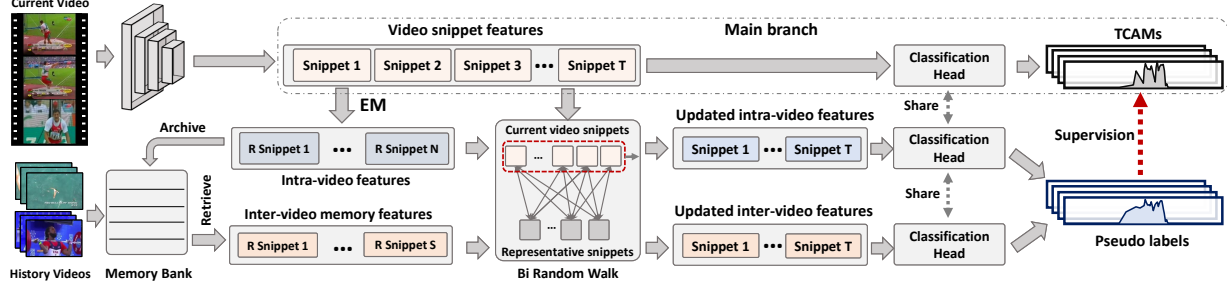 Current Video
Video snippet features
Main branch
TCAMs
Snippet 1
Snippet 2
Snippet 3
...
Snippet T
Classification
Head
EM
Share
Archive
Current video snippets
...
Updated intra-video features
Supervision
R Snippet 1
...
R Snippet N
Snippet 1
...
Snippet T
Classification
Head
Intra-video features
Retrieve
Share
Inter-video memory features
Updated inter-video features
R Snippet 1
...
R Snippet S
...
Representative snippets
Snippet 1
...
Snippet T
Classification
Head
Pseudo labels
History Videos
Memory Bank
Bi Random Walk